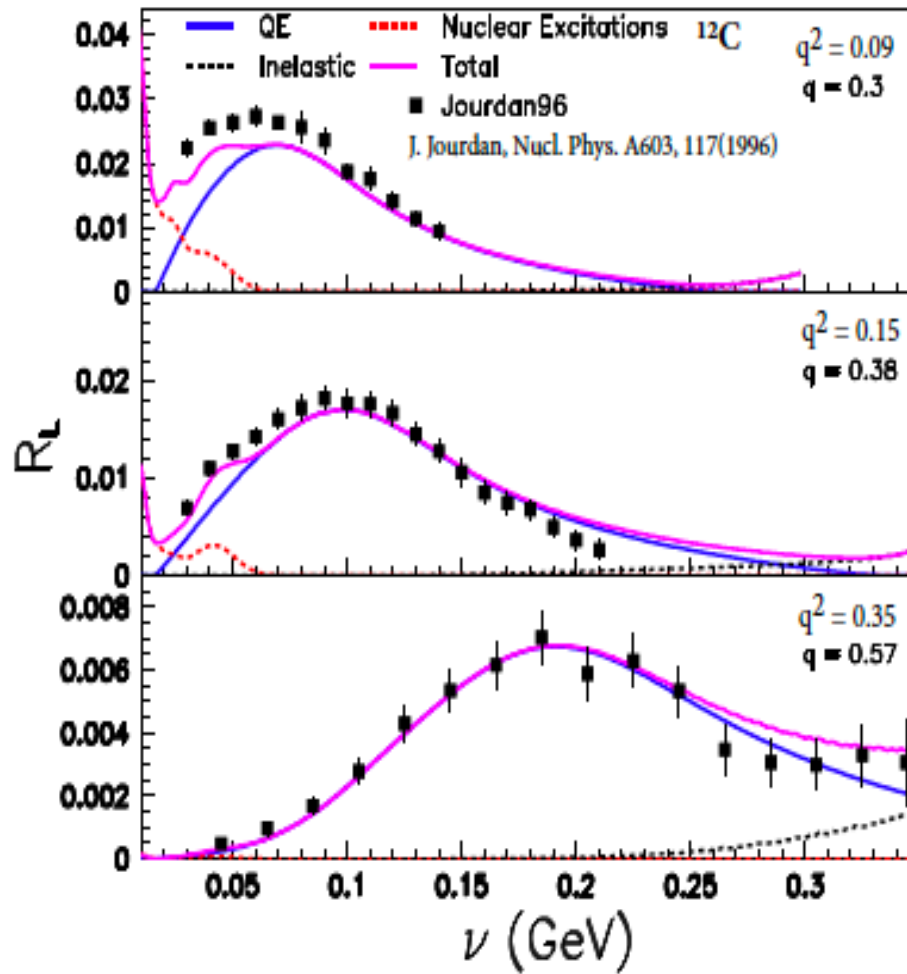 QE Nuclear Excitations ¹²C
Inelastic Total
Jourdan96
J. Jourdan, Nucl. Phys. A603, 117(1996)
q² = 0.09
q = 0.3
0.04
0.03
0.02
0.01
0
q² = 0.15
q = 0.38
0.02
0.01
0
R_L
q² = 0.35
q = 0.57
0.008
0.006
0.004
0.002
0
0.05 0.1 0.15 0.2 0.25 0.3
ν (GeV)